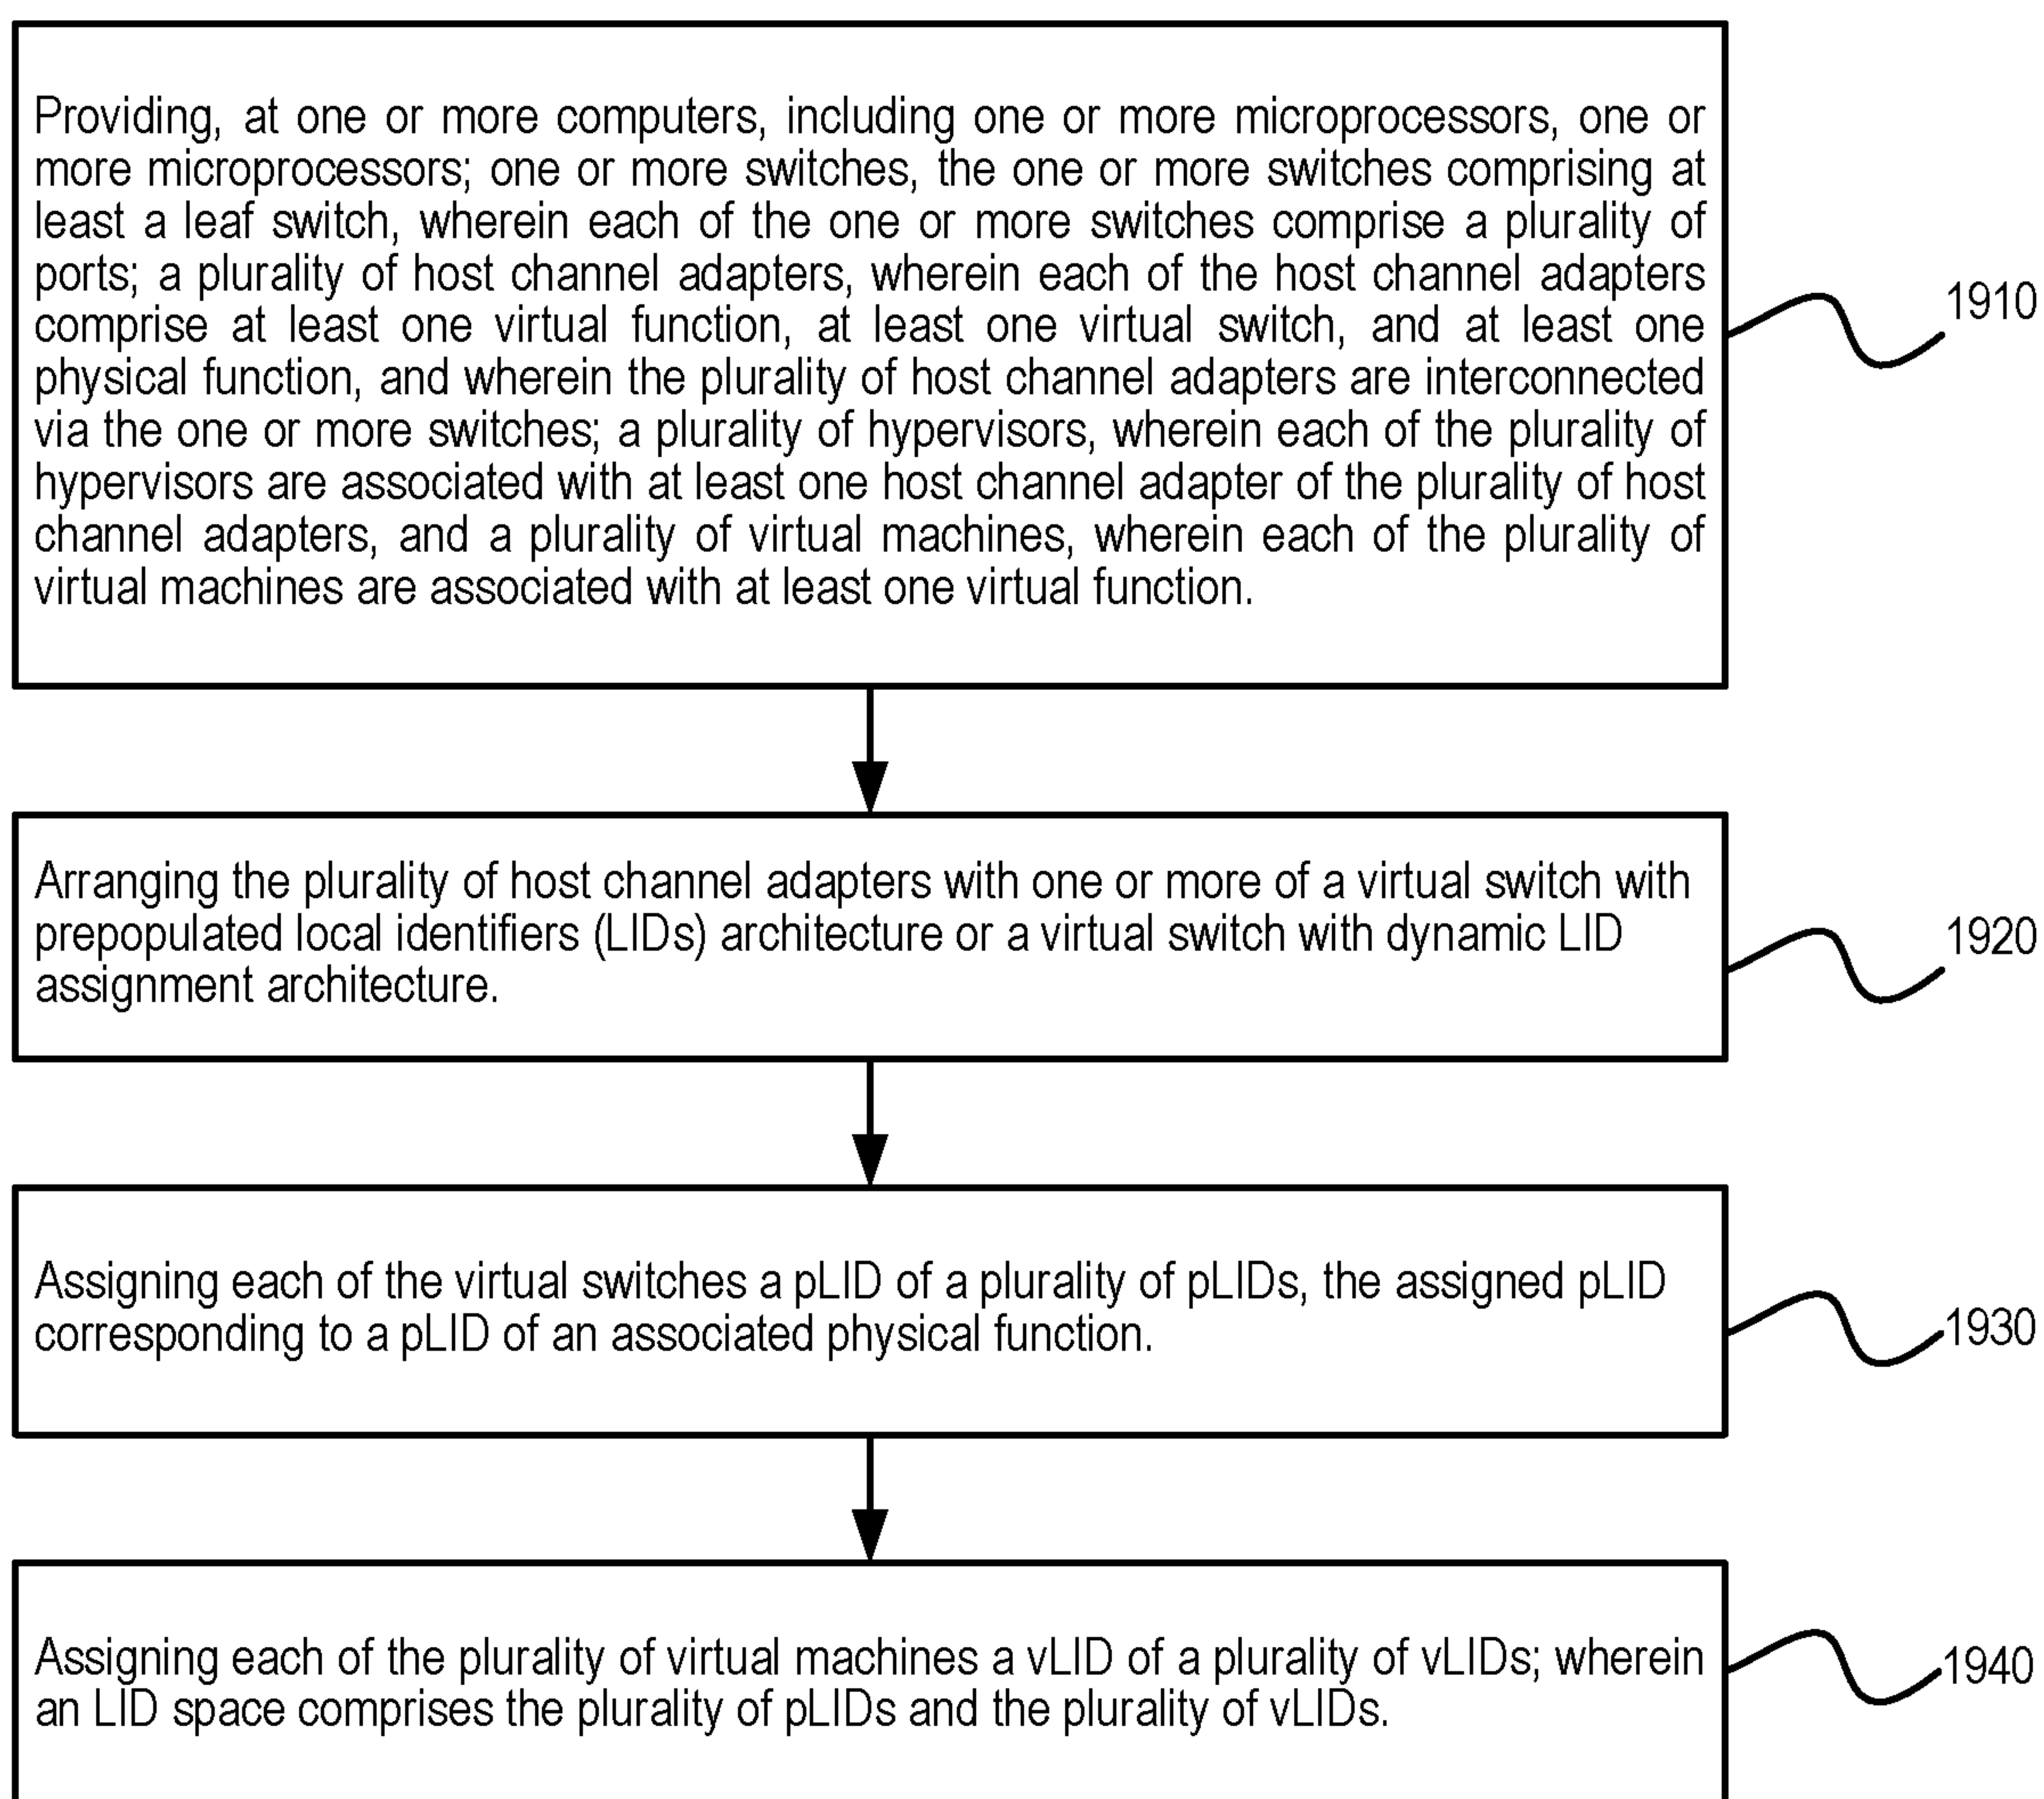 Providing, at one or more computers, including one or more microprocessors, one or
more microprocessors; one or more switches, the one or more switches comprising at
least a leaf switch, wherein each of the one or more switches comprise a plurality of
ports; a plurality of host channel adapters, wherein each of the host channel adapters
comprise at least one virtual function, at least one virtual switch, and at least one
physical function, and wherein the plurality of host channel adapters are interconnected
via the one or more switches; a plurality of hypervisors, wherein each of the plurality of
hypervisors are associated with at least one host channel adapter of the plurality of host
channel adapters, and a plurality of virtual machines, wherein each of the plurality of
virtual machines are associated with at least one virtual function.
1910
Arranging the plurality of host channel adapters with one or more of a virtual switch with
prepopulated local identifiers (LIDs) architecture or a virtual switch with dynamic LID
assignment architecture.
1920
Assigning each of the virtual switches a pLID of a plurality of pLIDs, the assigned pLID
corresponding to a pLID of an associated physical function.
1930
Assigning each of the plurality of virtual machines a vLID of a plurality of vLIDs; wherein
an LID space comprises the plurality of pLIDs and the plurality of vLIDs.
1940